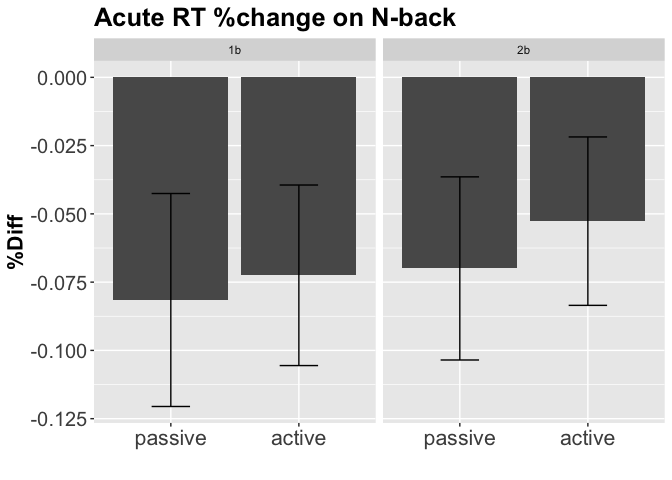 Acute RT %change on N-back
1b
2b
%Diff
0.000
-0.025
-0.050
-0.075
-0.100
-0.125
passive
active
passive
active